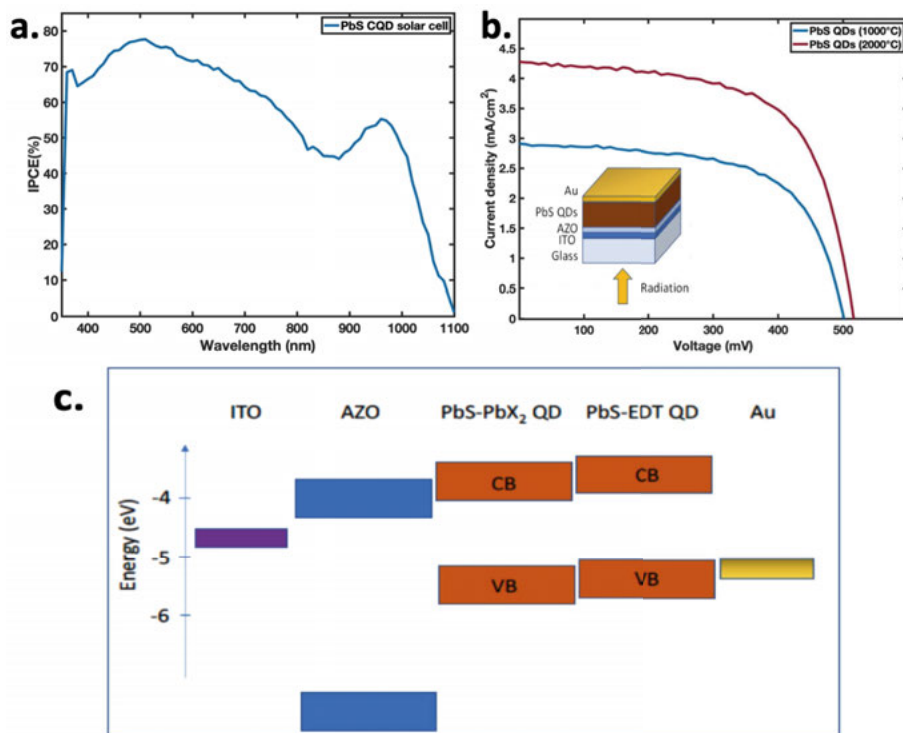 a.
PbS CQD solar cell
80
70
60
50
40
30
20
10
0
IPCE(%)
400 500 600 700 800 900 1000 1100
Wavelength (nm)
b.
PbS QDs (1000°C)
PbS QDs (2000°C)
4.5
4
3.5
3
2.5
2
1.5
1
0.5
0
Current density (mA/cm²)
Au
PbS QDs
AZO
ITO
Glass
Radiation
100 200 300 400 500
Voltage (mV)
c.
ITO AZO PbS-PbX₂ QD PbS-EDT QD Au
Energy (eV)
-4
-5
-6
CB CB
VB VB